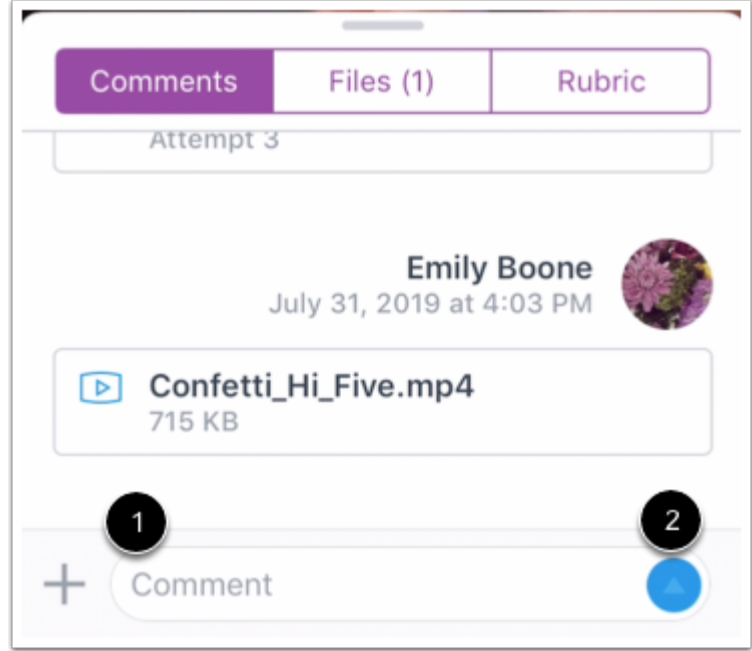 Comments Files (1) Rubric
Attempt 3
Emily Boone
July 31, 2019 at 4:03 PM
Confetti_Hi_Five.mp4
715 KB
1 2
Comment